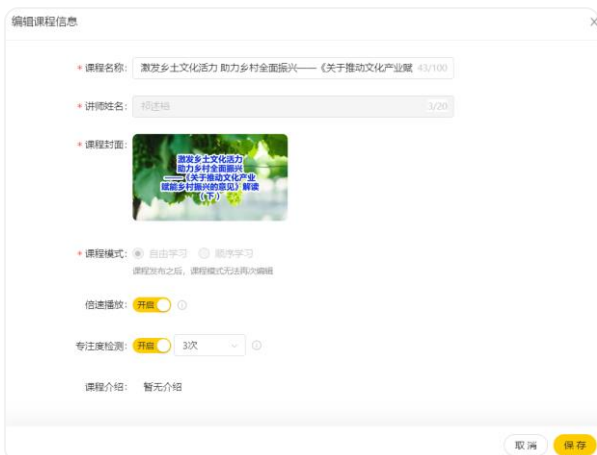 编辑课程信息
* 课程名称: 激发乡土文化活力 助力乡村全面振兴——《关于推动文化产业赋 43/100
* 讲师姓名: 祁述裕 3/20
* 课程封面:
激发乡土文化活力
助力乡村全面振兴
——《关于推动文化产业
赋能乡村振兴的意见》解读
(下)
* 课程模式: 自由学习 顺序学习
课程发布之后，课程模式无法再次编辑
倍速播放: 开启
专注度检测: 开启 3次
课程介绍: 暂无介绍
取消 保存